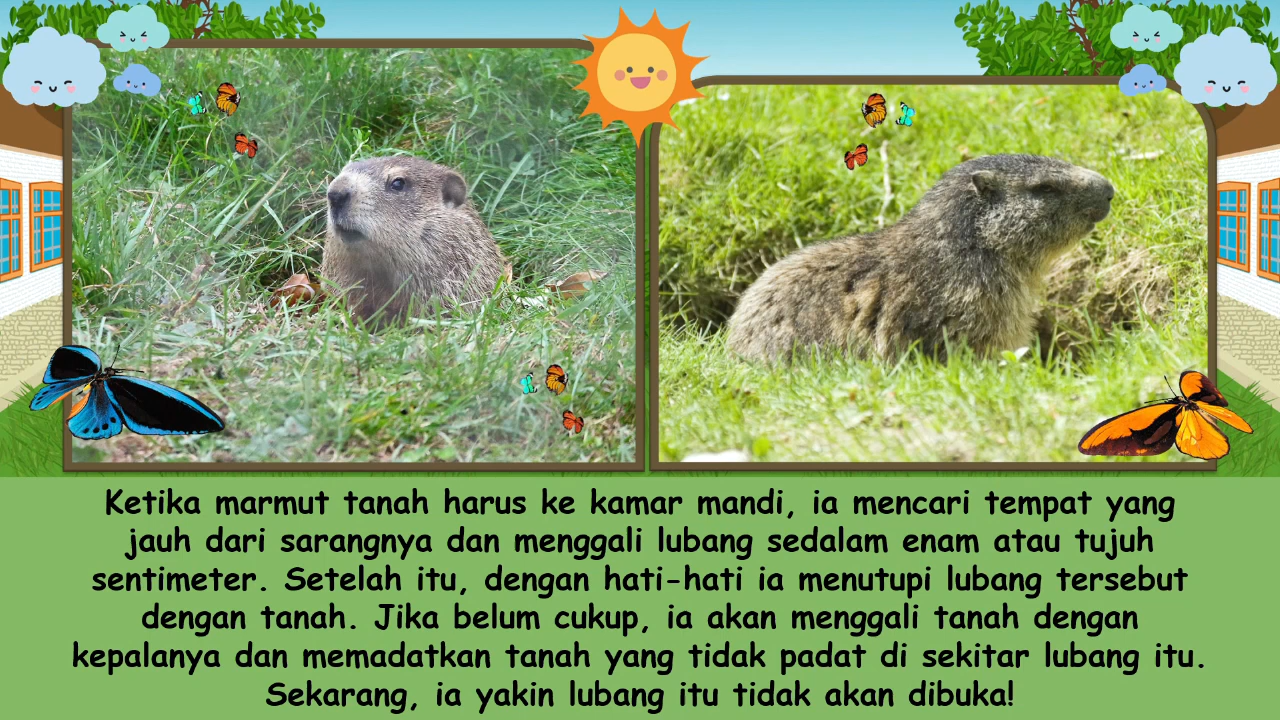 Ketika marmut tanah harus ke kamar mandi, ia mencari tempat yang
jauh dari sarangnya dan menggali lubang sedalam enam atau tujuh
sentimeter. Setelah itu, dengan hati-hati ia menutupi lubang tersebut
dengan tanah. Jika belum cukup, ia akan menggali tanah dengan
kepalanya dan memadatkan tanah yang tidak padat di sekitar lubang itu.
Sekarang, ia yakin lubang itu tidak akan dibuka!